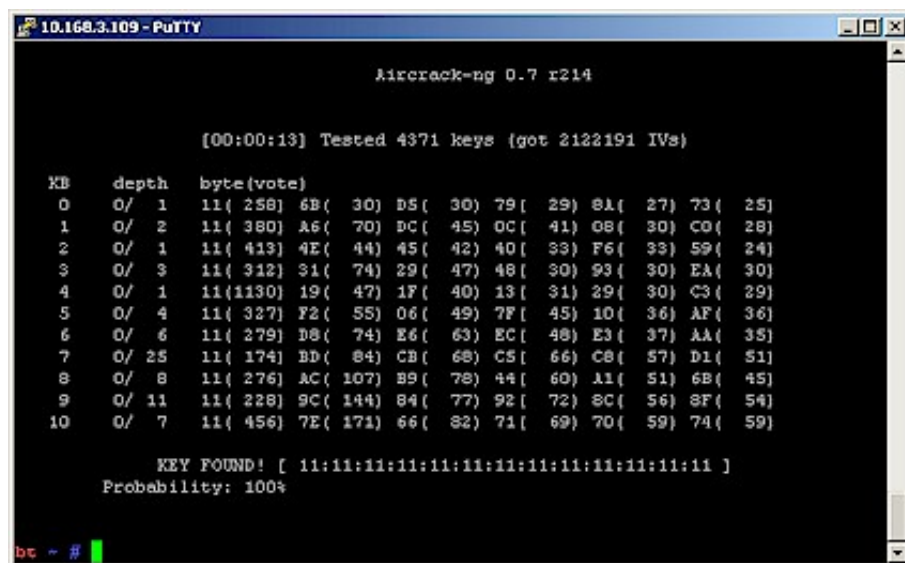 10.168.3.109 - PuTTY
Aircrack-ng 0.7 r214
[00:00:13] Tested 4371 keys (got 2122191 IVs)
KB depth byte(vote)
0 0/ 1 11( 258) 6B( 30) D5( 30) 79( 29) 8A( 27) 73( 25)
1 0/ 2 11( 380) A6( 70) DC( 45) 0C( 41) 08( 30) C0( 28)
2 0/ 1 11( 413) 4E( 44) 45( 42) 40( 33) F6( 33) 59( 24)
3 0/ 3 11( 312) 31( 74) 29( 47) 48( 30) 93( 30) EA( 30)
4 0/ 1 11(1130) 19( 47) 1F( 40) 13( 31) 29( 30) C3( 29)
5 0/ 4 11( 327) F2( 55) 06( 49) 7F( 45) 10( 36) AF( 36)
6 0/ 6 11( 279) D8( 74) E6( 63) EC( 48) E3( 37) AA( 35)
7 0/ 25 11( 174) BD( 84) CB( 68) C5( 66) C8( 57) D1( 51)
8 0/ 8 11( 276) AC( 107) B9( 78) 44( 60) A1( 51) 6B( 45)
9 0/ 11 11( 228) 9C( 144) 84( 77) 92( 72) 8C( 56) 8F( 54)
10 0/ 7 11( 456) 7E( 171) 66( 82) 71( 69) 70( 59) 74( 59)
KEY FOUND! [ 11:11:11:11:11:11:11:11:11:11:11:11:11 ]
Probability: 100%
bt ~ #